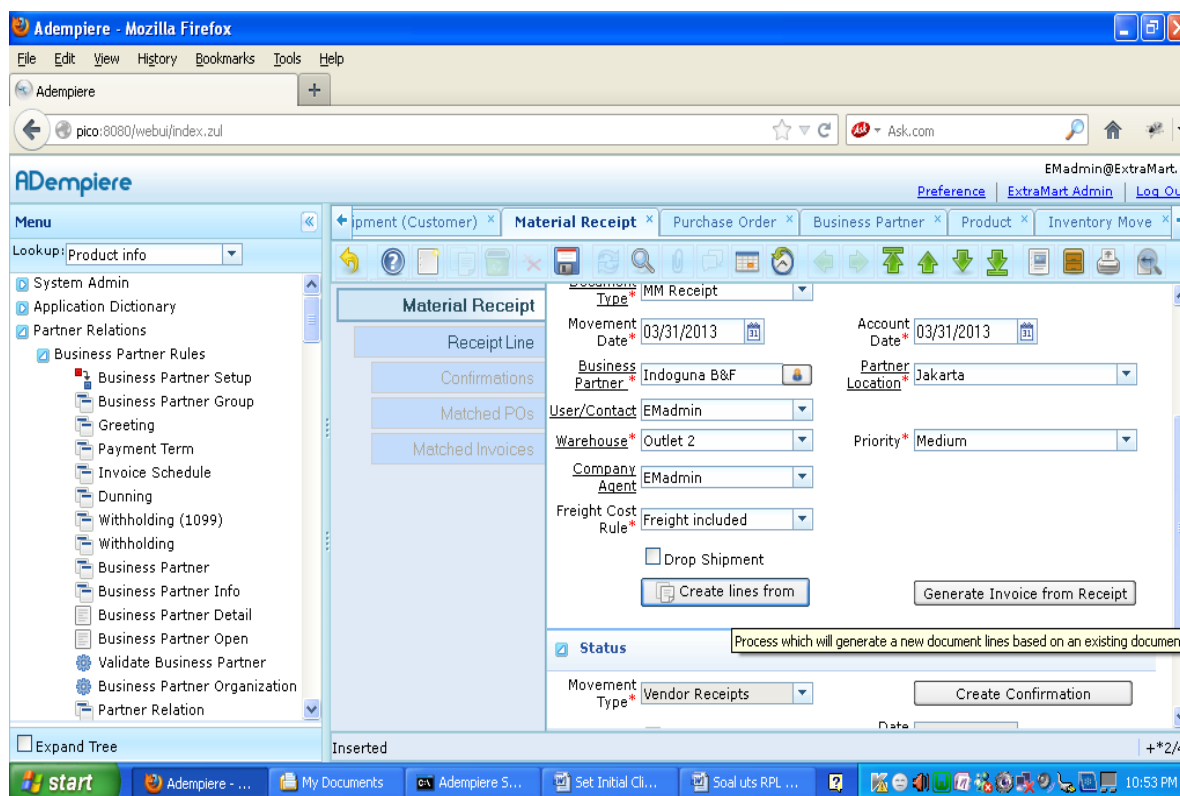 Adempiere - Mozilla Firefox
File Edit View History Bookmarks Tools Help
Adempiere
pico:8080/webui/index.zul
Ask Ask.com
ADempiere
EMadmin@ExtraMart.
Preference ExtraMart Admin Log Ou
Menu
Lookup: Product info
System Admin
Application Dictionary
Partner Relations
Business Partner Rules
Business Partner Setup
Business Partner Group
Greeting
Payment Term
Invoice Schedule
Dunning
Withholding (1099)
Withholding
Business Partner
Business Partner Info
Business Partner Detail
Business Partner Open
Validate Business Partner
Business Partner Organization
Partner Relation
Expand Tree
ipment (Customer) Material Receipt Purchase Order Business Partner Product Inventory Move
Material Receipt
Receipt Line
Confirmations
Matched POs
Matched Invoices
Document
Type* MM Receipt
Movement
Date* 03/31/2013 31
Account
Date* 03/31/2013 31
Business
Partner* Indoguna B&F
Partner
Location* Jakarta
User/Contact EMadmin
Warehouse* Outlet 2
Priority* Medium
Company
Agent EMadmin
Freight Cost
Rule* Freight included
Drop Shipment
Create lines from Generate Invoice from Receipt
Process which will generate a new document lines based on an existing documen
Status
Movement
Type* Vendor Receipts
Create Confirmation
Date
Inserted +*2/4
start Adempiere - ... My Documents Adempiere S... Set Initial Cli... Soal uts RPL ... 10:53 PM